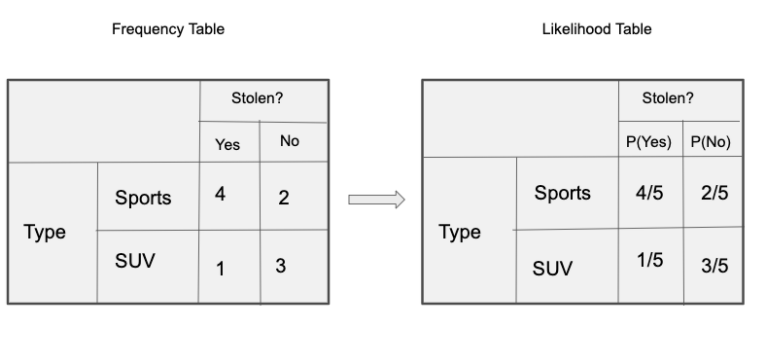 Frequency Table
Likelihood Table
Stolen?
Yes No
Sports 4 2
Type
SUV 1 3
Stolen?
P(Yes) P(No)
Sports 4/5 2/5
Type
SUV 1/5 3/5